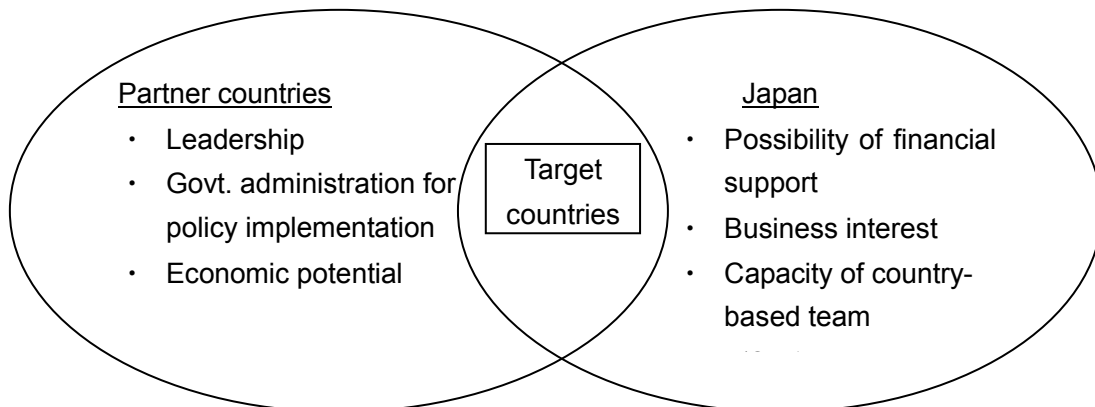 Partner countries
・ Leadership
・ Govt. administration for
policy implementation
・ Economic potential
Target
countries
Japan
・ Possibility of financial
support
・ Business interest
・ Capacity of country-
based team